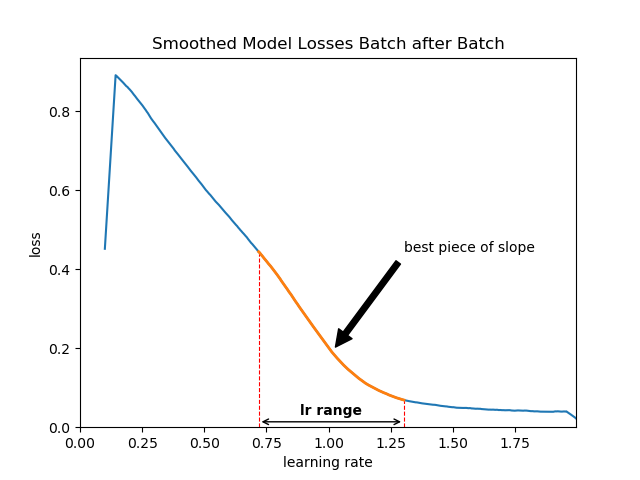 Smoothed Model Losses Batch after Batch
0.8
0.6
0.4
0.2
0.0
loss
best piece of slope
lr range
0.00 0.25 0.50 0.75 1.00 1.25 1.50 1.75
learning rate